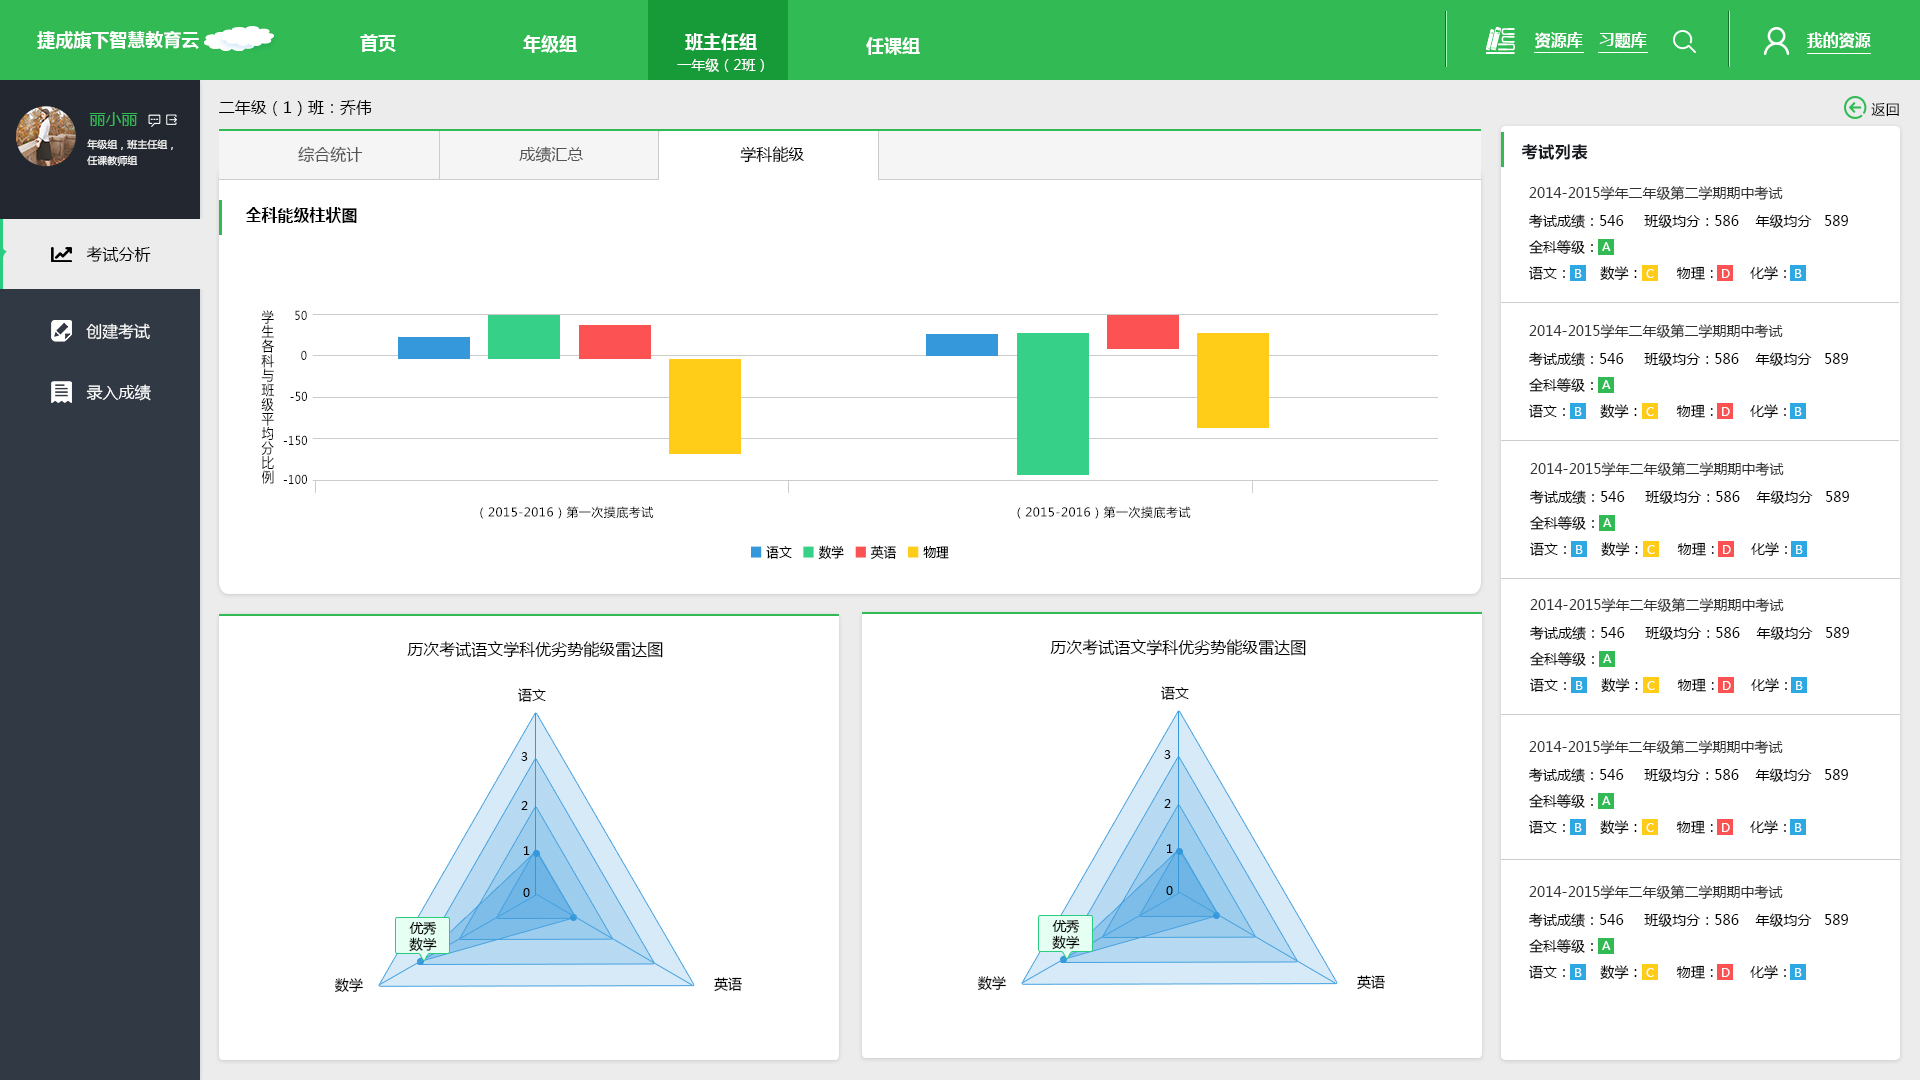 捷成旗下智慧教育云
首页
年级组
班主任组
一年级（2班）
任课组
资源库
习题库
我的资源
丽小丽
年级组，班主任组，
任课教师组
考试分析
创建考试
录入成绩
二年级（1）班：乔伟
返回
综合统计
成绩汇总
学科能级
全科能级柱状图
学生各科与班级平均分比例
50
0
-50
-150
-100
（2015-2016）第一次摸底考试
（2015-2016）第一次摸底考试
语文 数学 英语 物理
历次考试语文学科优劣势能级雷达图
语文
3
2
1
0
优秀
数学
数学
英语
历次考试语文学科优劣势能级雷达图
语文
3
2
1
0
优秀
数学
数学
英语
考试列表
2014-2015学年二年级第二学期期中考试
考试成绩：546 班级均分：586 年级均分 589
全科等级：A
语文：B 数学：C 物理：D 化学：B
2014-2015学年二年级第二学期期中考试
考试成绩：546 班级均分：586 年级均分 589
全科等级：A
语文：B 数学：C 物理：D 化学：B
2014-2015学年二年级第二学期期中考试
考试成绩：546 班级均分：586 年级均分 589
全科等级：A
语文：B 数学：C 物理：D 化学：B
2014-2015学年二年级第二学期期中考试
考试成绩：546 班级均分：586 年级均分 589
全科等级：A
语文：B 数学：C 物理：D 化学：B
2014-2015学年二年级第二学期期中考试
考试成绩：546 班级均分：586 年级均分 589
全科等级：A
语文：B 数学：C 物理：D 化学：B
2014-2015学年二年级第二学期期中考试
考试成绩：546 班级均分：586 年级均分 589
全科等级：A
语文：B 数学：C 物理：D 化学：B